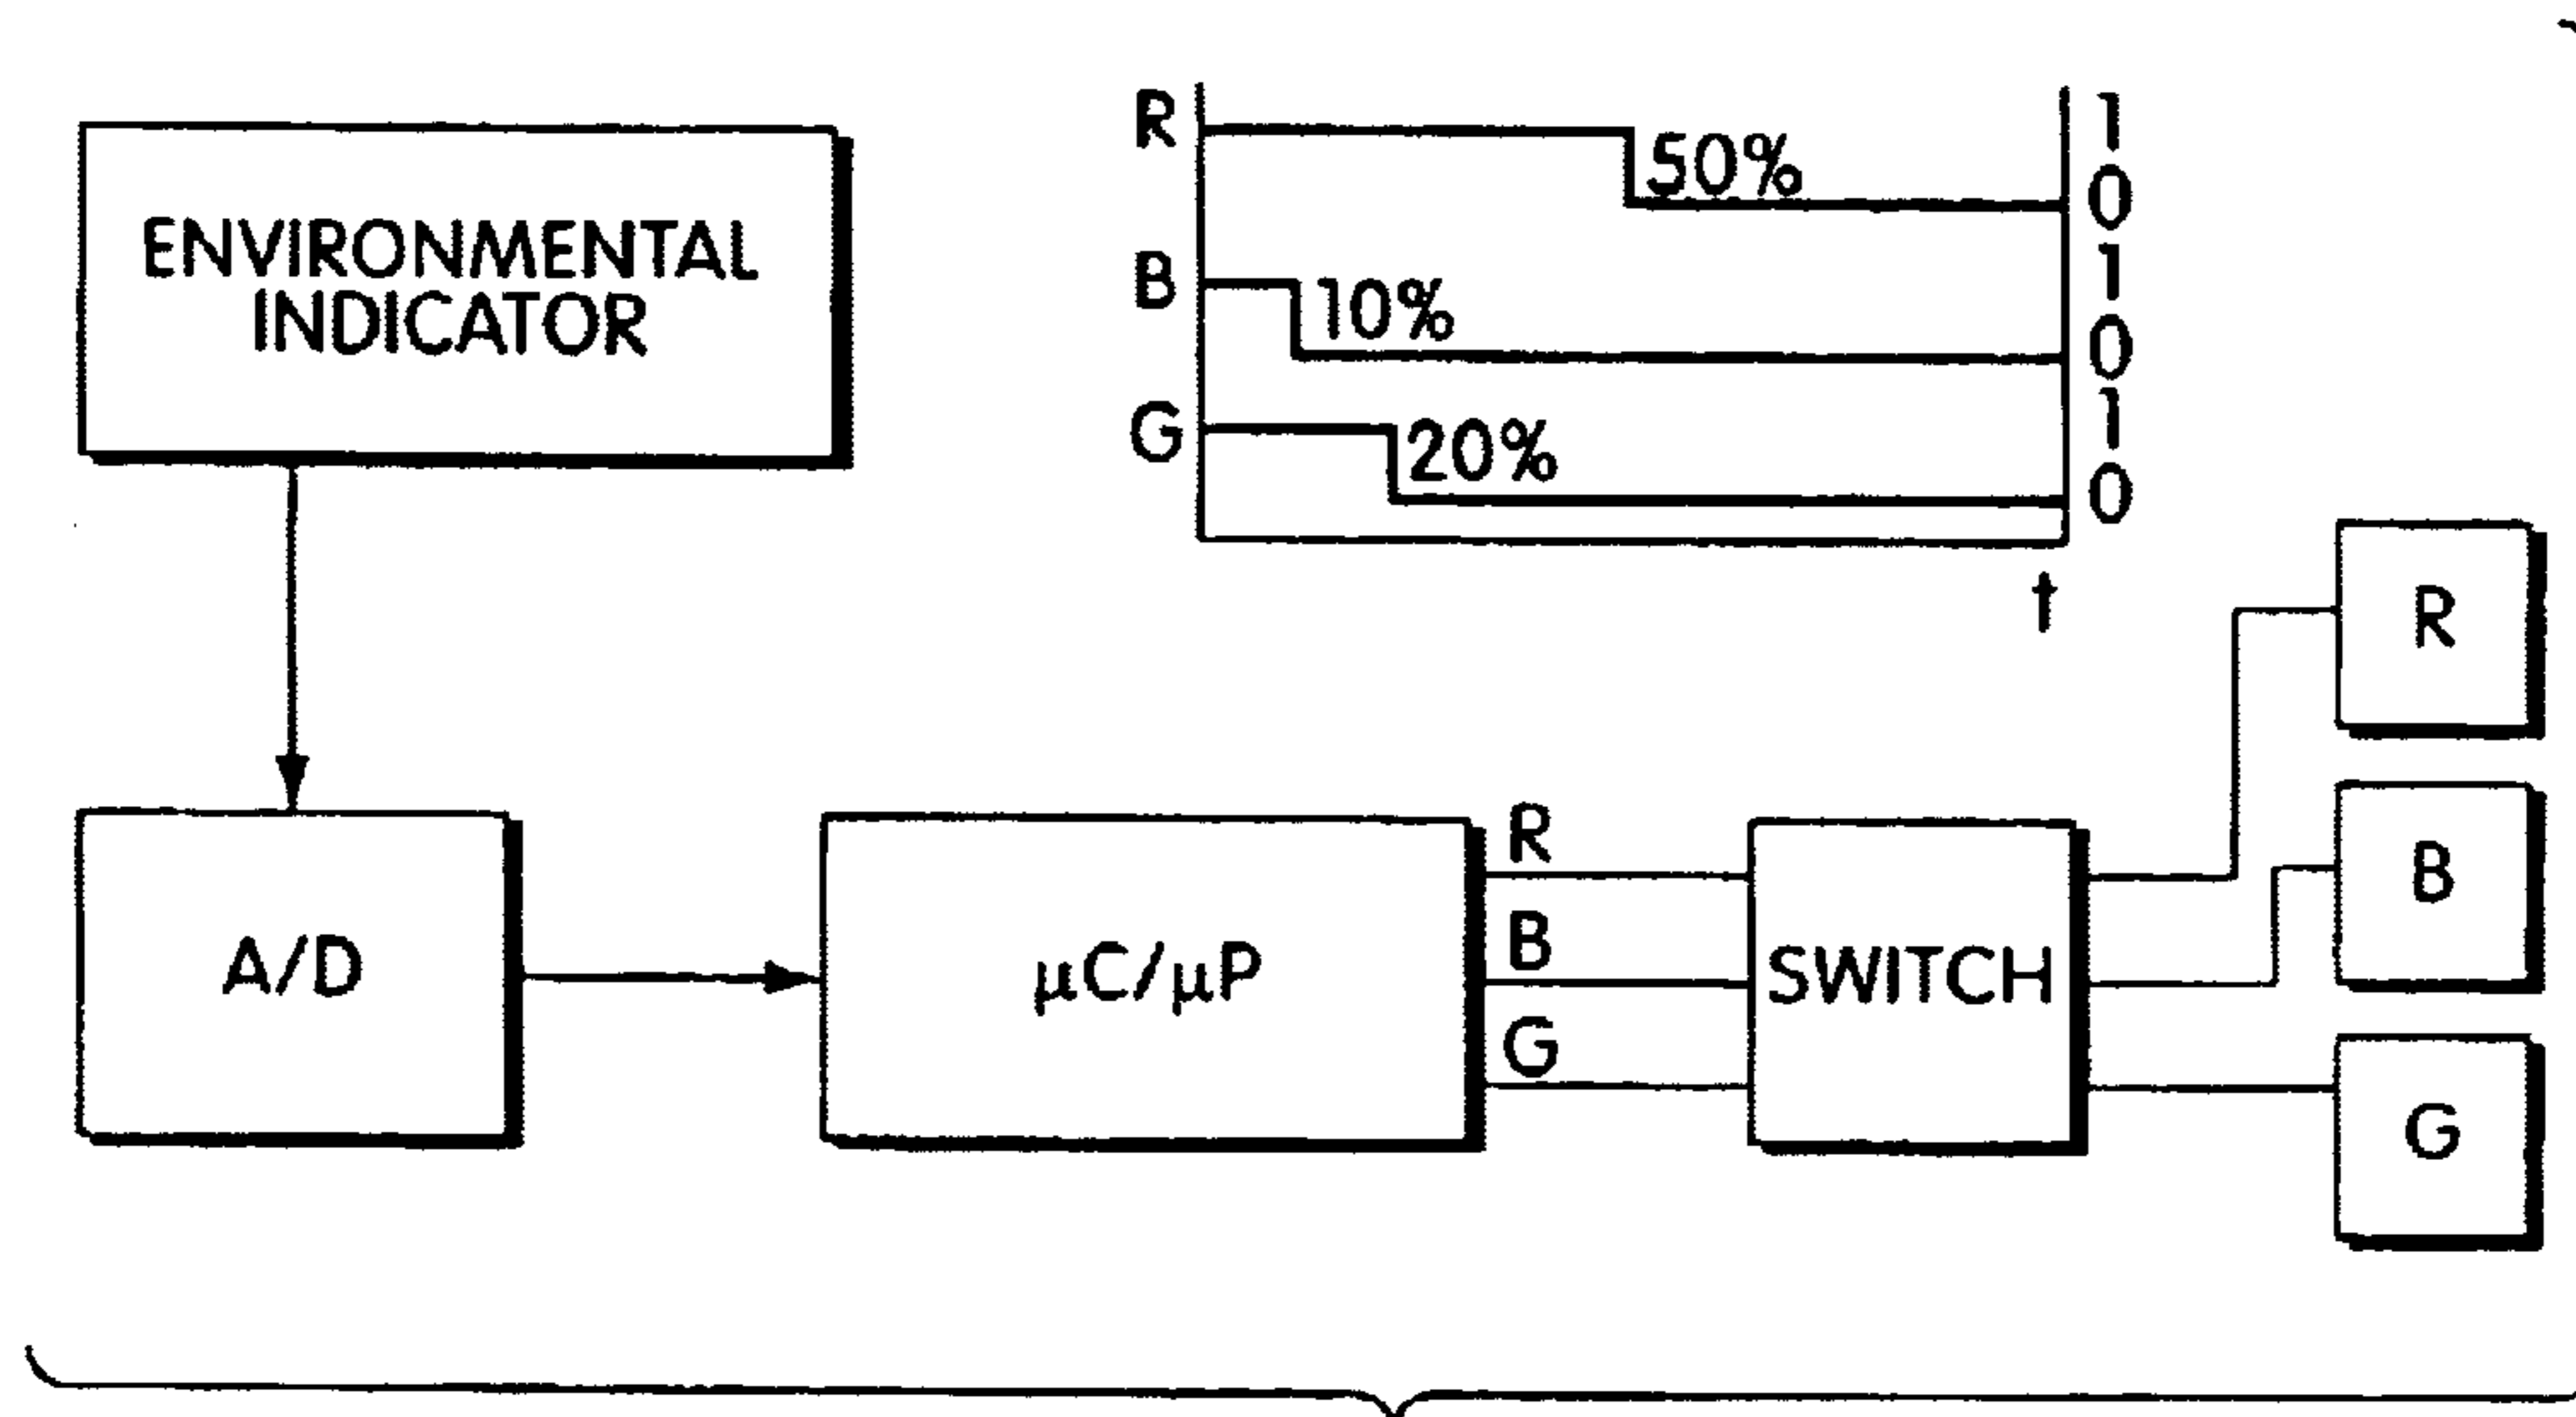 ENVIRONMENTAL
INDICATOR
R
50%
1
0
B
10%
1
0
G
20%
1
0
t
R
B
G
A/D
µC/µP
R
B
G
SWITCH